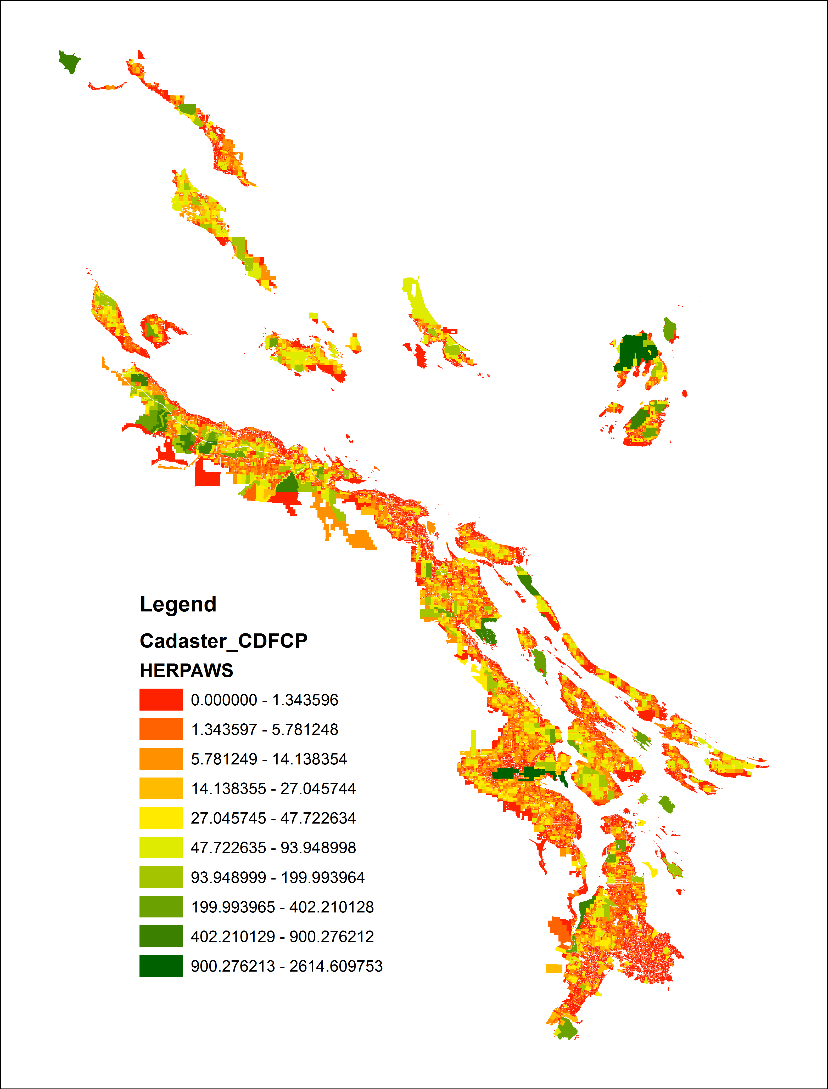 Legend
Cadaster_CDFCP
HERPAWS
0.000000 - 1.343596
1.343597 - 5.781248
5.781249 - 14.138354
14.138355 - 27.045744
27.045745 - 47.722634
47.722635 - 93.948998
93.948999 - 199.993964
199.993965 - 402.210128
402.210129 - 900.276212
900.276213 - 2614.609753